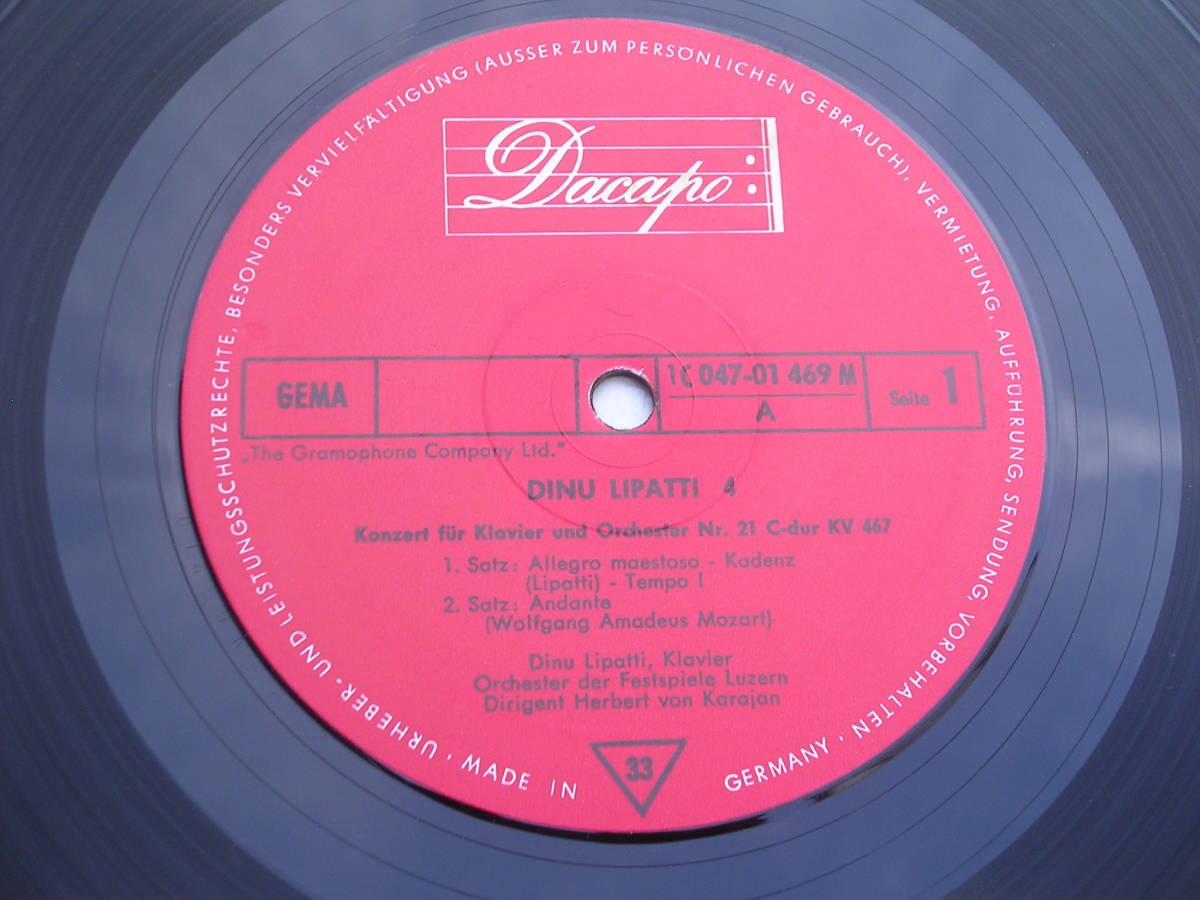 Dacapo
GEMA
1C 047-01 469 M
A
Seite 1
„The Gramophone Company Ltd."
DINU LIPATTI 4
Konzert für Klavier und Orchester Nr. 21 C-dur KV 467
1. Satz: Allegro maestoso - Kadenz
(Lipatti) - Tempo I
2. Satz: Andante
(Wolfgang Amadeus Mozart)
Dinu Lipatti, Klavier
Orchester der Festspiele Luzern
Dirigent Herbert von Karajan
33
URHEBER- UND LEISTUNGSSCHUTZRECHTE, BESONDERS VERVIELFÄLTIGUNG (AUSSER ZUM PERSÖNLICHEN GEBRAUCH), VERMIETUNG, AUFFÜHRUNG, SENDUNG, VORBEHALTEN ·
MADE IN GERMANY ·